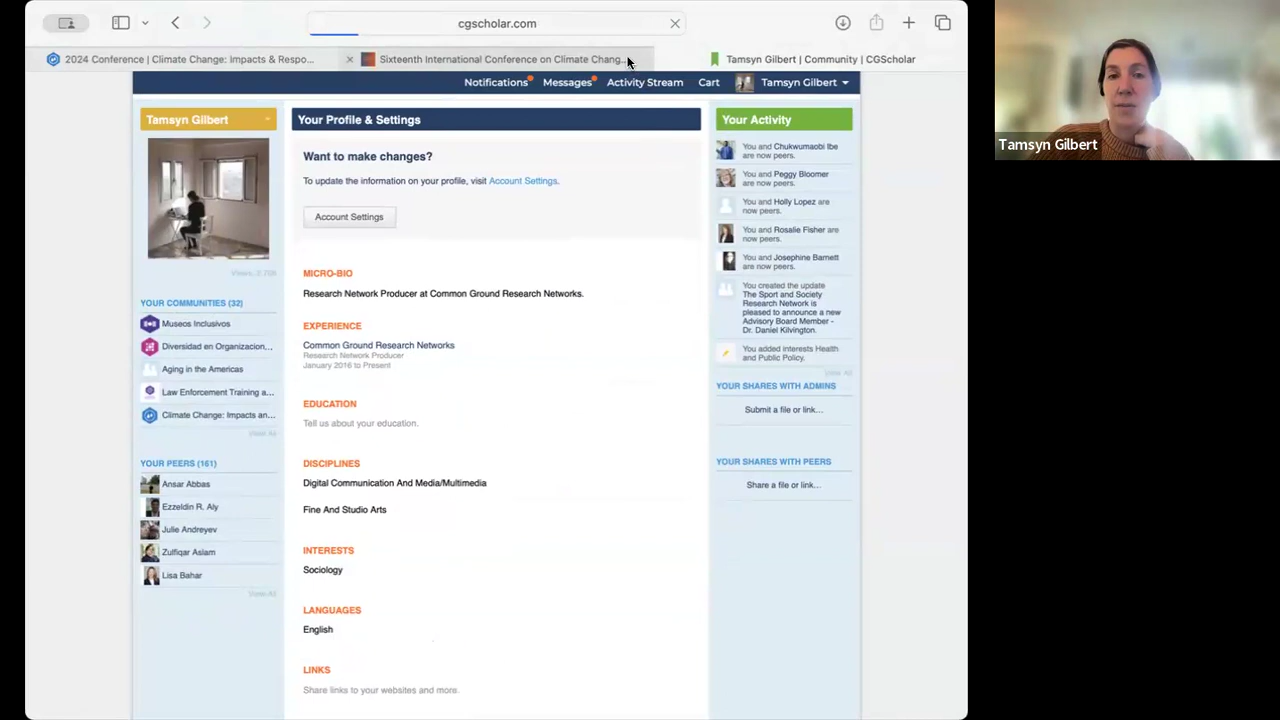 cgscholar.com
2024 Conference | Climate Change: Impacts & Respo...
Sixteenth International Conference on Climate Chang...
Tamsyn Gilbert | Community | CGScholar
Notifications
Messages
Activity Stream
Cart
Tamsyn Gilbert
Tamsyn Gilbert
YOUR COMMUNITIES (32)
Museos Inclusivos
Diversidad en Organizacion...
Aging in the Americas
Law Enforcement Training a...
Climate Change: Impacts an...
View All
YOUR PEERS (161)
Ansar Abbas
Ezzeldin R. Aly
Julie Andreyev
Zulfiqar Aslam
Lisa Bahar
View All
Your Profile & Settings
Want to make changes?
To update the information on your profile, visit Account Settings.
Account Settings
MICRO-BIO
Research Network Producer at Common Ground Research Networks.
EXPERIENCE
Common Ground Research Networks
Research Network Producer
January 2016 to Present
EDUCATION
Tell us about your education.
DISCIPLINES
Digital Communication And Media/Multimedia
Fine And Studio Arts
INTERESTS
Sociology
LANGUAGES
English
LINKS
Share links to your websites and more.
Your Activity
You and Chukwumaobi Ibe
are now peers.
You and Peggy Bloomer
are now peers.
You and Holly Lopez are
now peers.
You and Rosalie Fisher are
now peers.
You and Josephine Barnett
are now peers.
You created the update
The Sport and Society
Research Network is
pleased to announce a new
Advisory Board Member -
Dr. Daniel Kilvington.
You added interests Health
and Public Policy.
View All
YOUR SHARES WITH ADMINS
Submit a file or link...
YOUR SHARES WITH PEERS
Share a file or link...
Tamsyn Gilbert